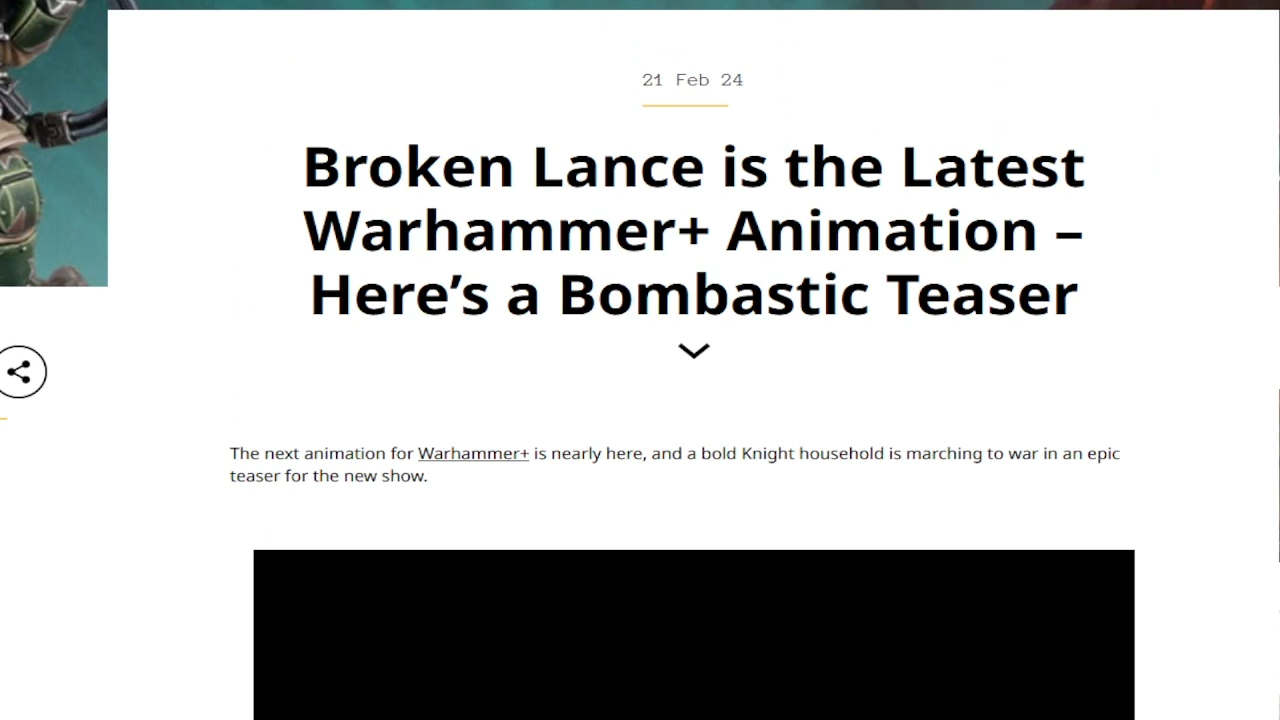 21 Feb 24
Broken Lance is the Latest
Warhammer+ Animation –
Here’s a Bombastic Teaser
The next animation for Warhammer+ is nearly here, and a bold Knight household is marching to war in an epic
teaser for the new show.